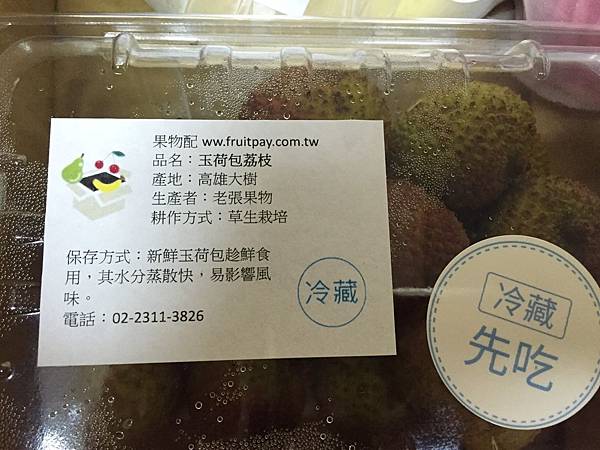 果物配 www.fruitpay.com.tw
品名：玉荷包荔枝
產地：高雄大樹
生產者：老張果物
耕作方式：草生栽培
保存方式：新鮮玉荷包趁鮮食
用，其水分蒸散快，易影響風
味。
電話：02-2311-3826
冷藏
冷藏
先吃